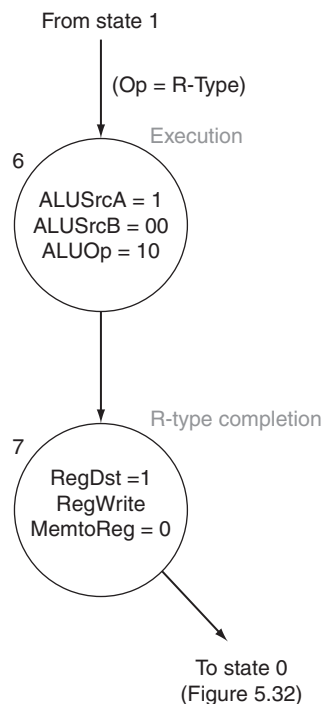 From state 1
(Op = R-Type)
Execution
6
ALUSrcA = 1
ALUSrcB = 00
ALUOp = 10
R-type completion
7
RegDst =1
RegWrite
MemtoReg = 0
To state 0
(Figure 5.32)